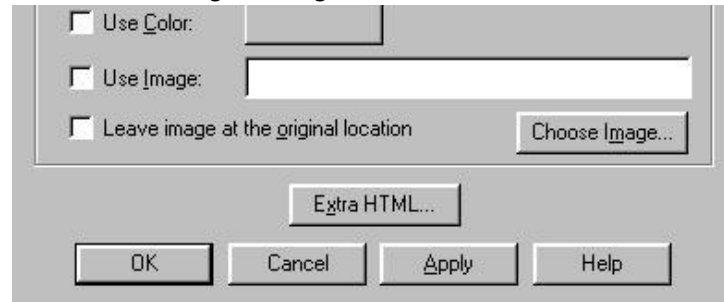 Use Color:
Use Image:
Leave image at the original location
Choose Image...
Extra HTML...
OK Cancel Apply Help